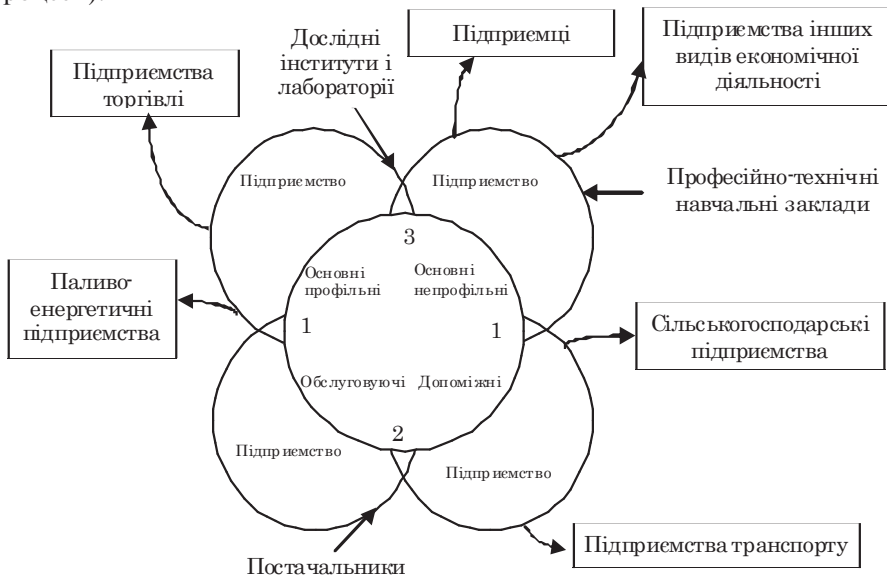 Дослідні
інститути і
лабораторії
Підприємці
Підприємства інших
видів економічної
діяльності
Підприємства
торгівлі
Підприємство
Підприємство
Професійно-технічні
навчальні заклади
3
Основні
профільні
Основні
непрофільні
Паливо-
енергетичні
підприємства
1
1
Сільськогосподарські
підприємства
Обслуговуючі
Допоміжні
2
Підприємство
Підприємство
Підприємства транспорту
Постачальники